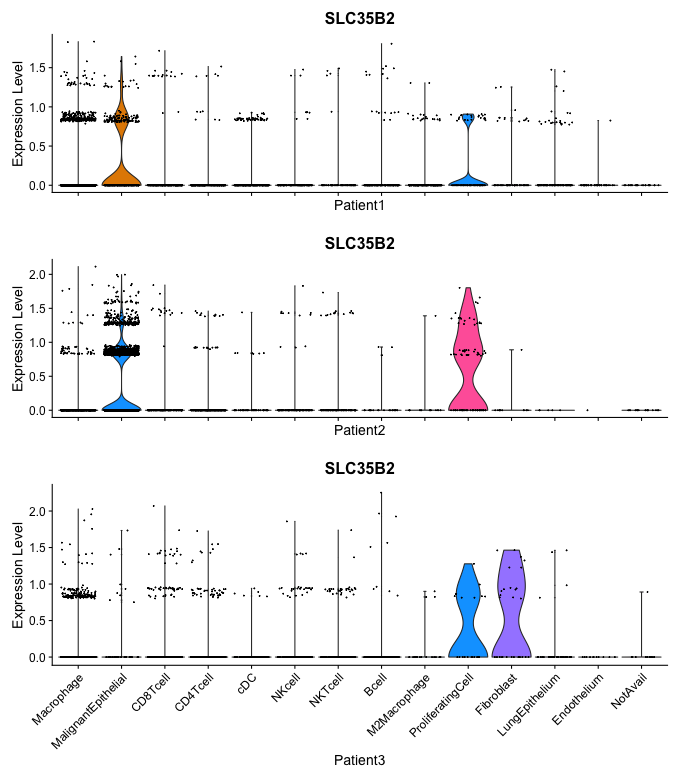 SLC35B2
Expression Level
1.5
1.0
0.5
0.0
Patient1
SLC35B2
Expression Level
2.0
1.5
1.0
0.5
0.0
Patient2
SLC35B2
Expression Level
2.0
1.5
1.0
0.5
0.0
Macrophage
MalignantEpithelial
CD8Tcell
CD4Tcell
cDC
NKcell
NKTcell
Bcell
M2Macrophage
ProliferatingCell
Fibroblast
LungEpithelium
Endothelium
NotAvail
Patient3